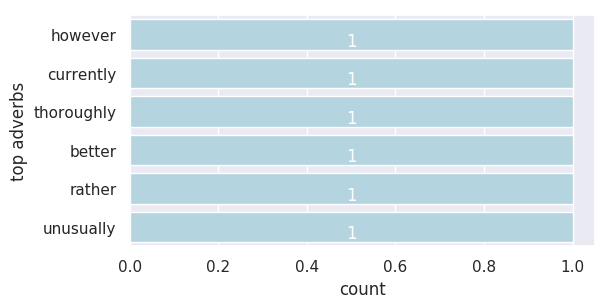 top adverbs
however 1
currently 1
thoroughly 1
better 1
rather 1
unusually 1
0.0 0.2 0.4 0.6 0.8 1.0
count